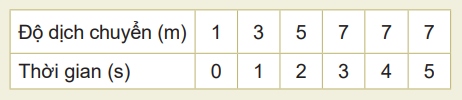 Độ dịch chuyển (m) 1 3 5 7 7 7
Thời gian (s) 0 1 2 3 4 5